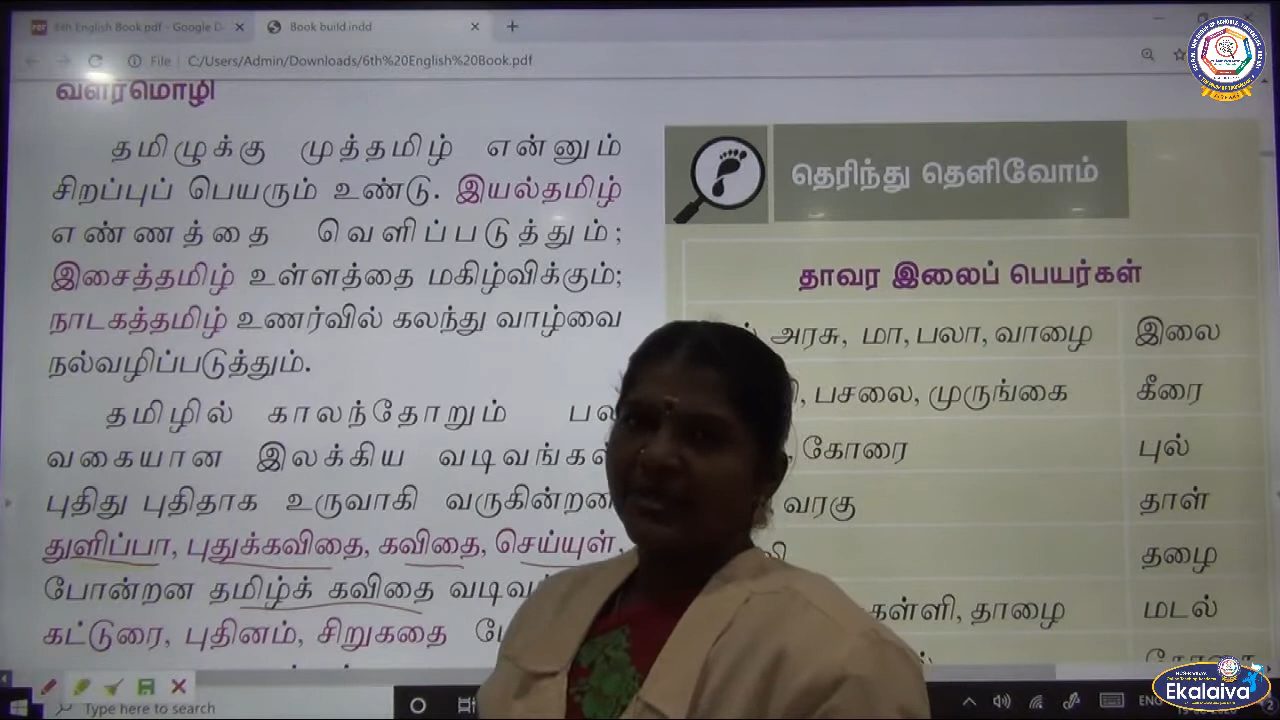 6th English Book.pdf - Google D
Book build.indd
File
C:/Users/Admin/Downloads/6th%20English%20Book.pdf
வளர்மொழி
தமிழுக்கு முத்தமிழ் என்னும்
சிறப்புப் பெயரும் உண்டு. இயல்தமிழ்
எண்ணத்தை வெளிப்படுத்தும்;
இசைத்தமிழ் உள்ளத்தை மகிழ்விக்கும்;
நாடகத்தமிழ் உணர்வில் கலந்து வாழ்வை
நல்வழிப்படுத்தும்.
தமிழில் காலந்தோறும்
வகையான இலக்கிய வடிவங்கள்
புதிது புதிதாக உருவாகி வருகின்றன
துளிப்பா, புதுக்கவிதை, கவிதை, செய்யுள்,
போன்றன தமிழ்க் கவிதை
கட்டுரை, புதினம், சிறுகதை
தெரிந்து தெளிவோம்
தாவர இலைப் பெயர்கள்
அரசு, மா, பலா, வாழை இலை
பசலை, முருங்கை கீரை
கோரை புல்
வரகு தாள்
தழை
கள்ளி, தாழை மடல்
Type here to search
ENG
Ekalaiva